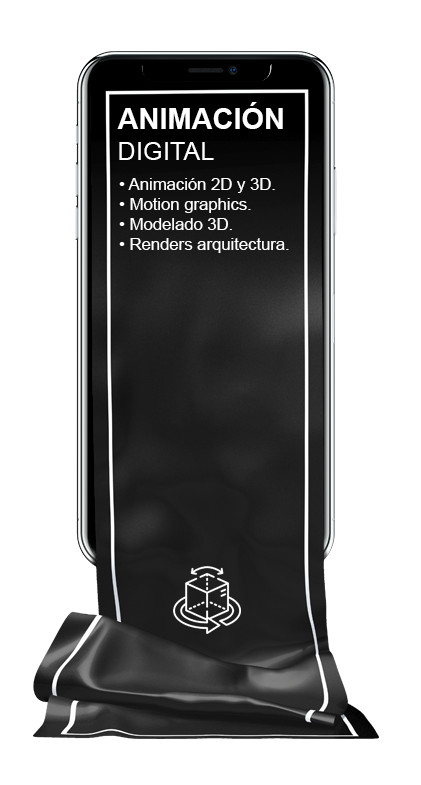 ANIMACIÓN
DIGITAL
• Animación 2D y 3D.
• Motion graphics.
• Modelado 3D.
• Renders arquitectura.